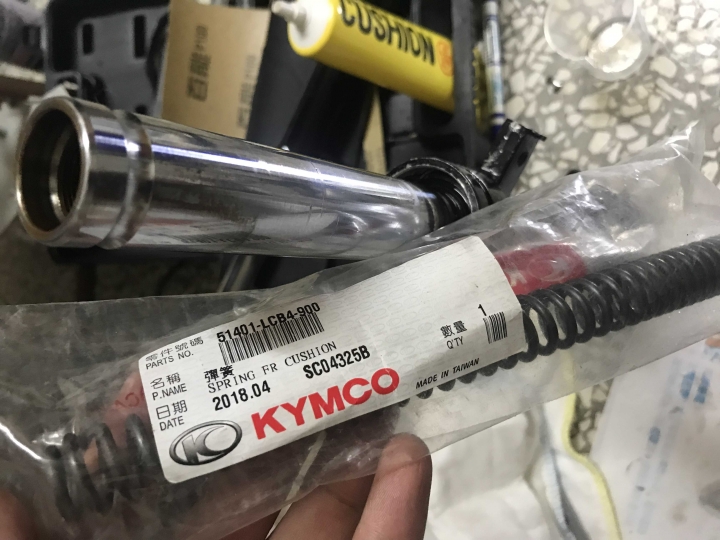 CUSHION
零件號碼 51401-LCB4-900
PARTS NO.
名稱 彈簧
P.NAME SPRING FR CUSHION
日期 2018.04 SC04325B
DATE
數量 1
Q'TY
KYMCO
MADE IN TAIWAN